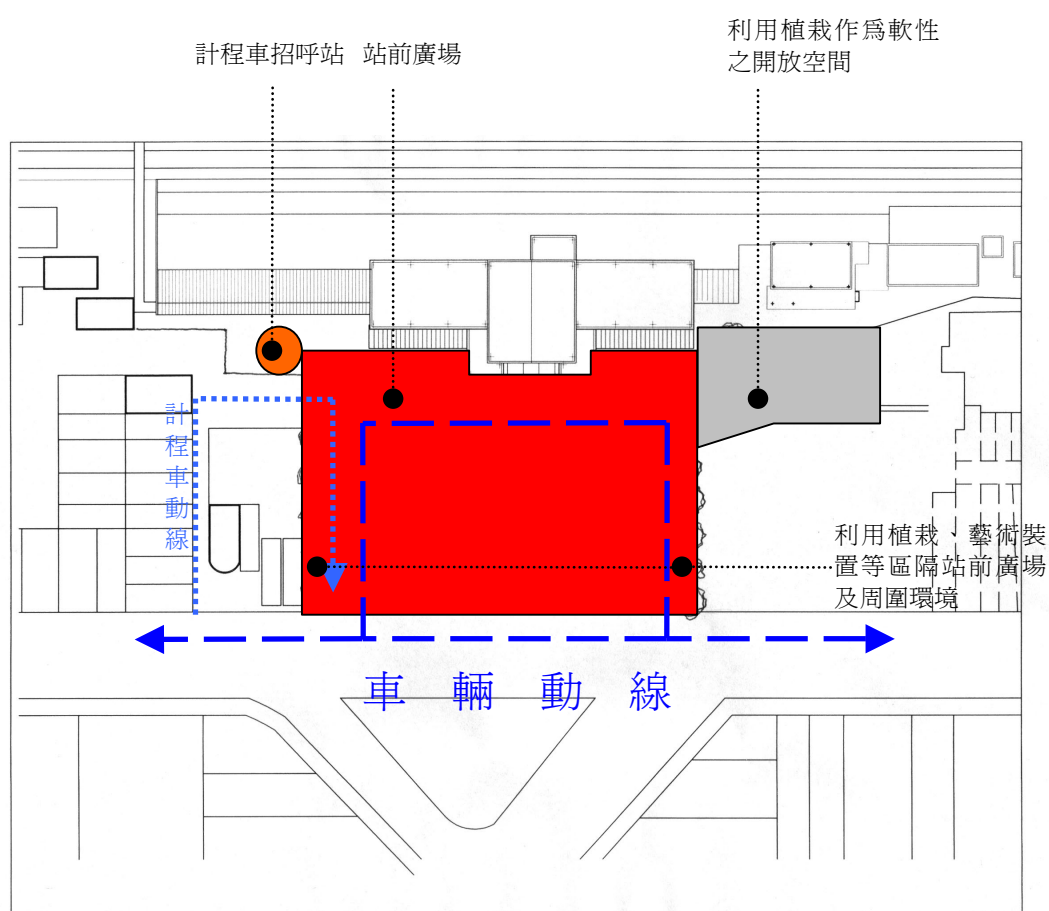 計程車招呼站
站前廣場
利用植栽作爲軟性
之開放空間
計程車動線
利用植栽、藝術裝
置等區隔站前廣場
及周圍環境
車輛動線